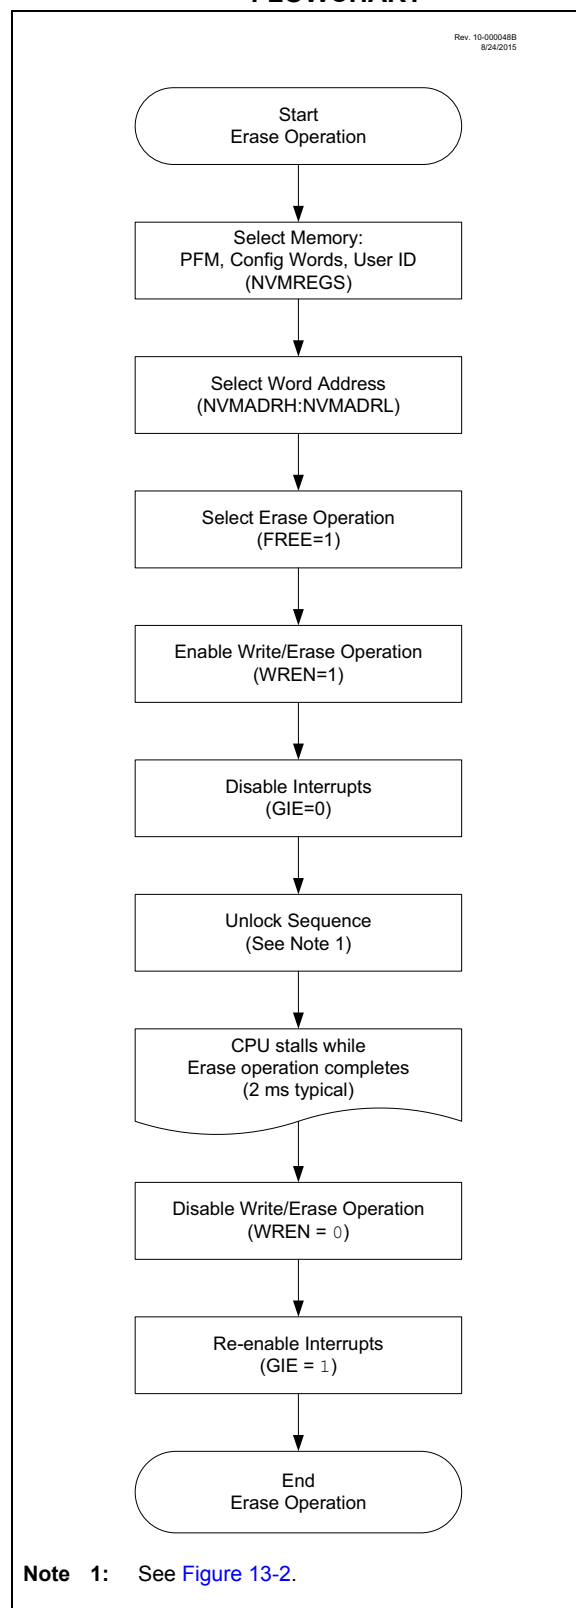 FLOWCHART
Rev. 10-000048B
8/24/2015
Start
Erase Operation
Select Memory:
PFM, Config Words, User ID
(NVMREGS)
Select Word Address
(NVMADRH:NVMADRL)
Select Erase Operation
(FREE=1)
Enable Write/Erase Operation
(WREN=1)
Disable Interrupts
(GIE=0)
Unlock Sequence
(See Note 1)
CPU stalls while
Erase operation completes
(2 ms typical)
Disable Write/Erase Operation
(WREN = 0)
Re-enable Interrupts
(GIE = 1)
End
Erase Operation
Note 1: See Figure 13-2.